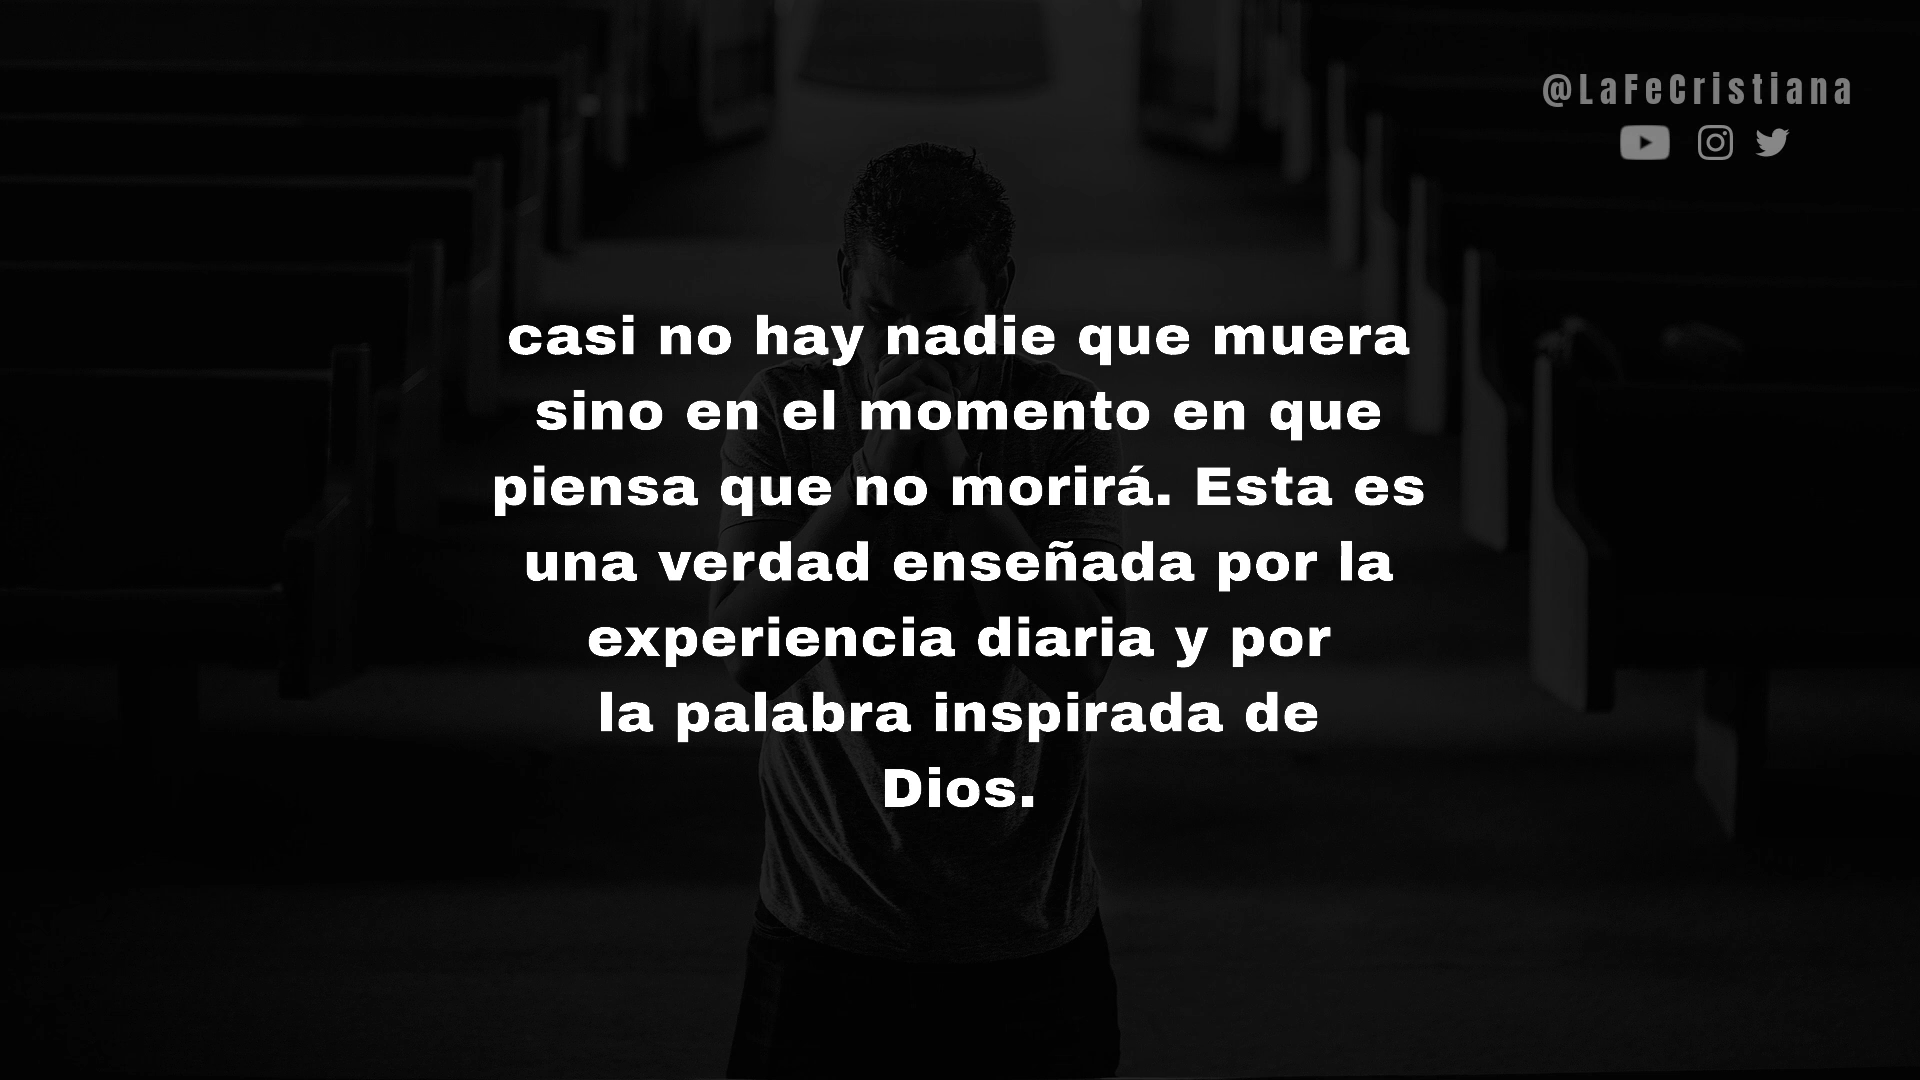 @LaFeCristiana
casi no hay nadie que muera
sino en el momento en que
piensa que no morirá. Esta es
una verdad enseñada por la
experiencia diaria y por
la palabra inspirada de
Dios.